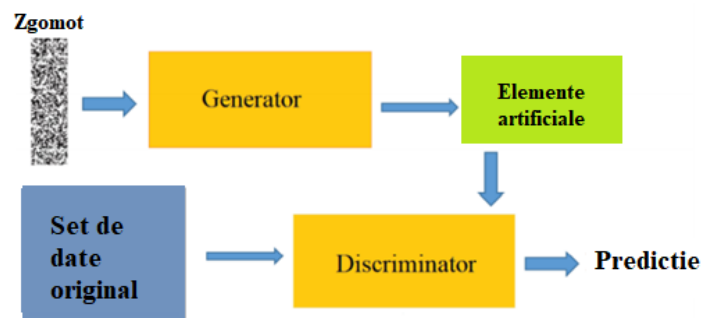 Zgomot
Generator
Elemente
artificiale
Set de
date
original
Discriminator
Predictie